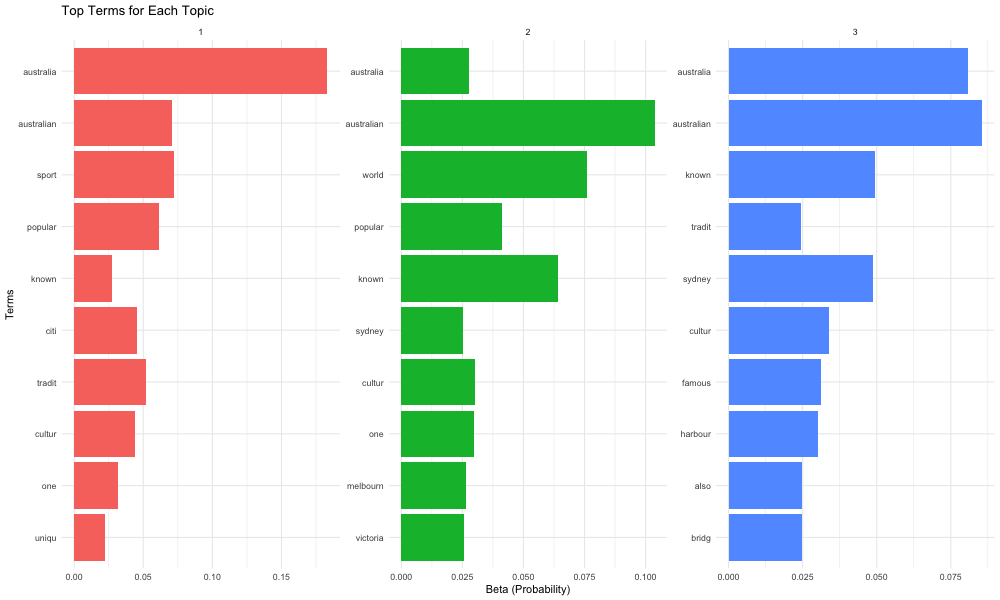 Top Terms for Each Topic
1
2
3
Terms
australia
australian
sport
popular
known
citi
tradit
cultur
one
uniqu
0.00 0.05 0.10 0.15
australia
australian
world
popular
known
sydney
cultur
one
melbourn
victoria
0.000 0.025 0.050 0.075 0.100
australia
australian
known
tradit
sydney
cultur
famous
harbour
also
bridg
0.000 0.025 0.050 0.075
Beta (Probability)